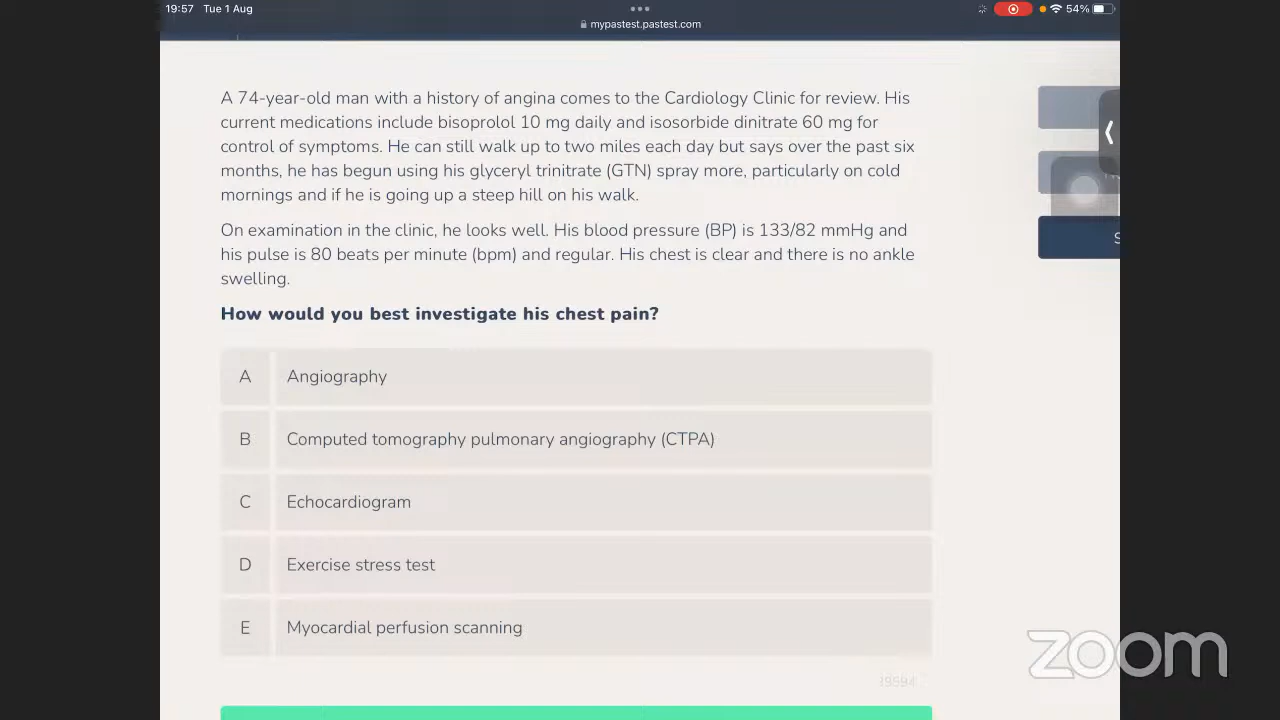 19:57 Tue 1 Aug
54%
mypastest.pastest.com
A 74-year-old man with a history of angina comes to the Cardiology Clinic for review. His
current medications include bisoprolol 10 mg daily and isosorbide dinitrate 60 mg for
control of symptoms. He can still walk up to two miles each day but says over the past six
months, he has begun using his glyceryl trinitrate (GTN) spray more, particularly on cold
mornings and if he is going up a steep hill on his walk.
On examination in the clinic, he looks well. His blood pressure (BP) is 133/82 mmHg and
his pulse is 80 beats per minute (bpm) and regular. His chest is clear and there is no ankle
swelling.
How would you best investigate his chest pain?
A Angiography
B Computed tomography pulmonary angiography (CTPA)
C Echocardiogram
D Exercise stress test
E Myocardial perfusion scanning
zoom